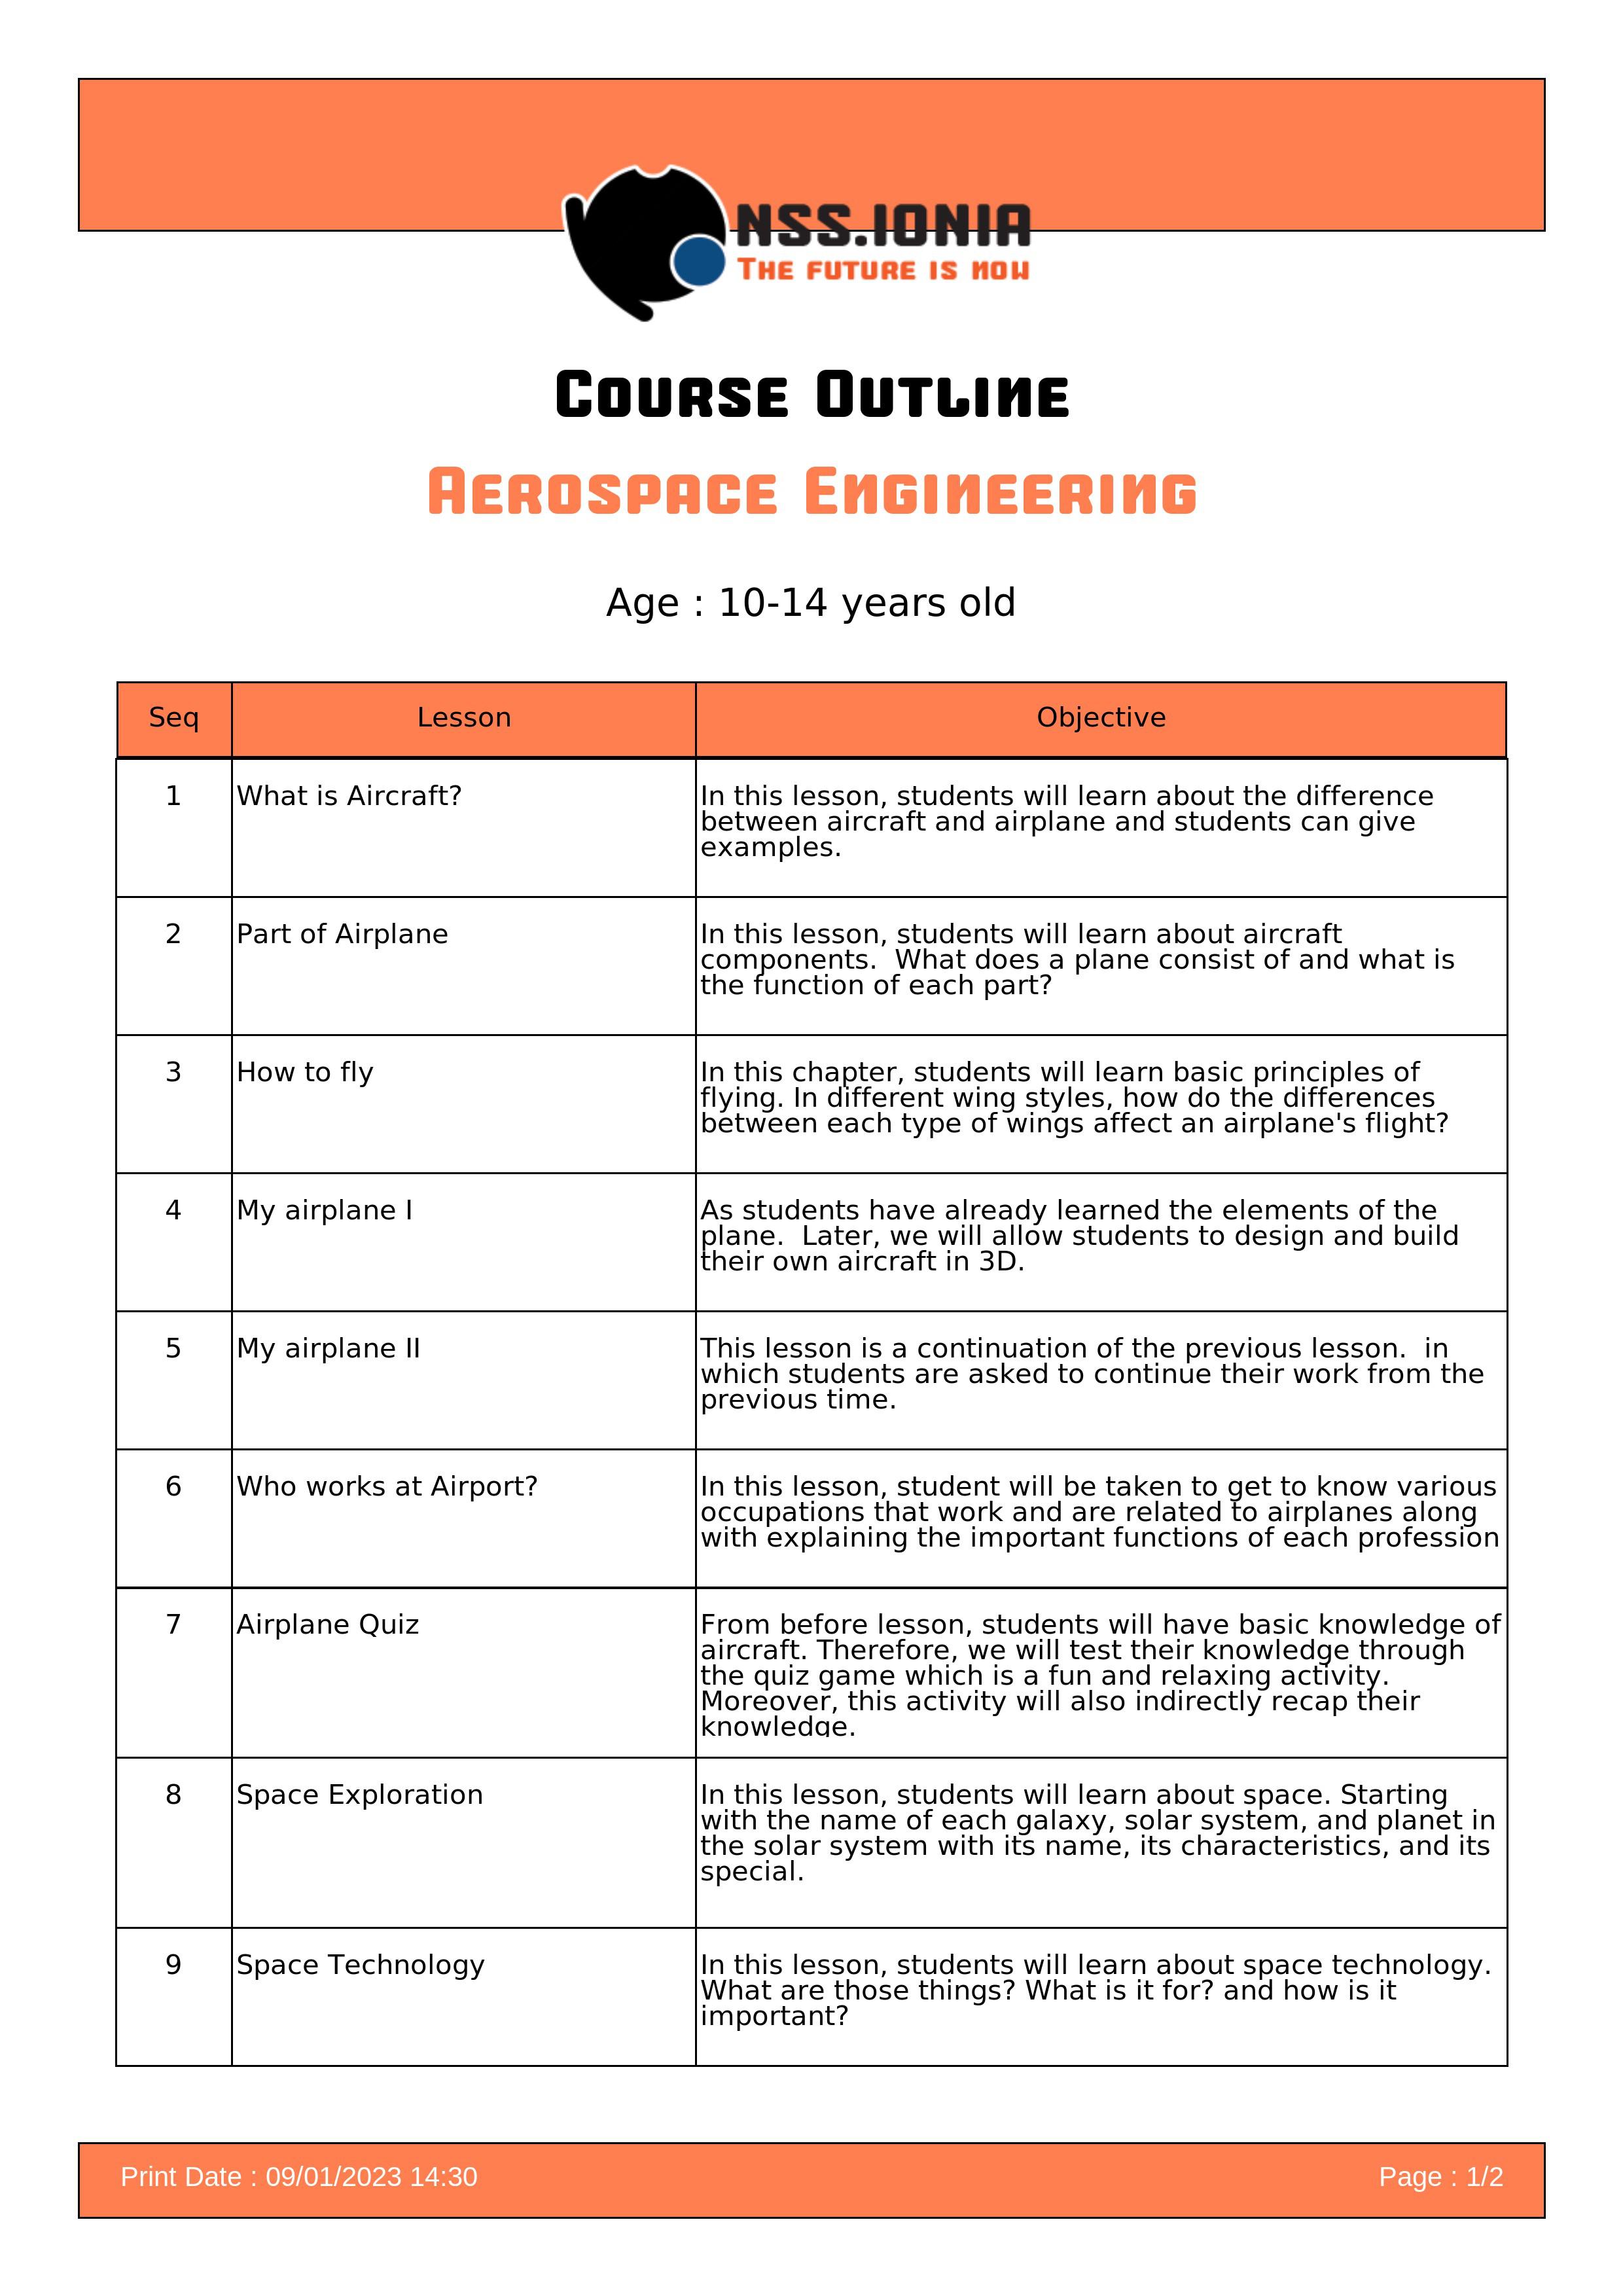 NSS.IONIA
The future is now
Course Outline
Aerospace Engineering
Age : 10-14 years old
Seq Lesson Objective
1 What is Aircraft? In this lesson, students will learn about the difference
between aircraft and airplane and students can give
examples.
2 Part of Airplane In this lesson, students will learn about aircraft
components.  What does a plane consist of and what is
the function of each part?
3 How to fly In this chapter, students will learn basic principles of
flying. In different wing styles, how do the differences
between each type of wings affect an airplane's flight?
4 My airplane I As students have already learned the elements of the
plane.  Later, we will allow students to design and build
their own aircraft in 3D.
5 My airplane II This lesson is a continuation of the previous lesson.  in
which students are asked to continue their work from the
previous time.
6 Who works at Airport? In this lesson, student will be taken to get to know various
occupations that work and are related to airplanes along
with explaining the important functions of each profession
7 Airplane Quiz From before lesson, students will have basic knowledge of
aircraft. Therefore, we will test their knowledge through
the quiz game which is a fun and relaxing activity.
Moreover, this activity will also indirectly recap their
knowledge.
8 Space Exploration In this lesson, students will learn about space. Starting
with the name of each galaxy, solar system, and planet in
the solar system with its name, its characteristics, and its
special.
9 Space Technology In this lesson, students will learn about space technology.
What are those things? What is it for? and how is it
important?
Print Date : 09/01/2023 14:30 Page : 1/2